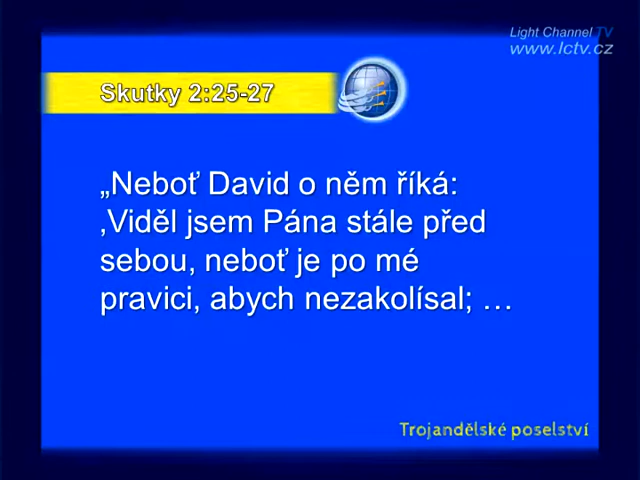 Light Channel TV
www.lctv.cz
Skutky 2:25-27
„Neboť David o něm říká:
‚Viděl jsem Pána stále před
sebou, neboť je po mé
pravici, abych nezakolísal; …
Trojandělské poselství